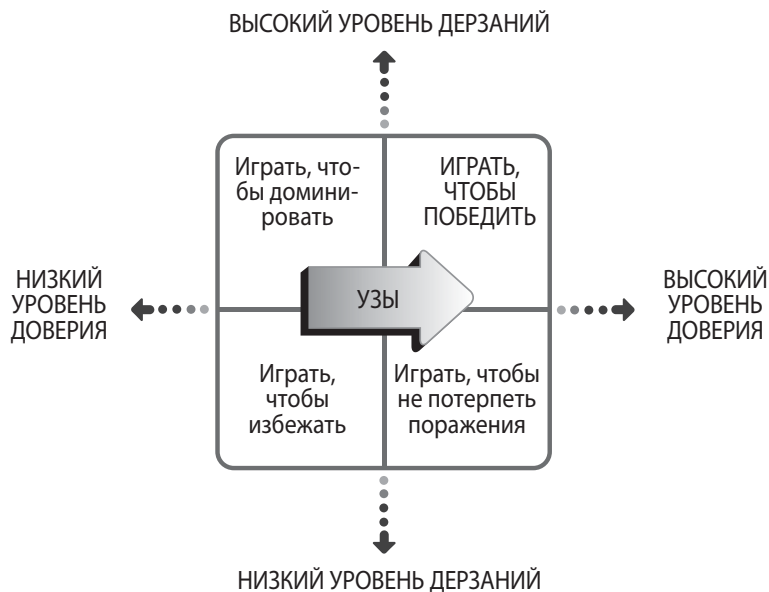 ВЫСОКИЙ УРОВЕНЬ ДЕРЗАНИЙ
Играть, что-
бы домини-
ровать
ИГРАТЬ,
ЧТОБЫ
ПОБЕДИТЬ
НИЗКИЙ
УРОВЕНЬ
ДОВЕРИЯ
УЗЫ
ВЫСОКИЙ
УРОВЕНЬ
ДОВЕРИЯ
Играть,
чтобы
избежать
Играть, чтобы
не потерпеть
поражения
НИЗКИЙ УРОВЕНЬ ДЕРЗАНИЙ